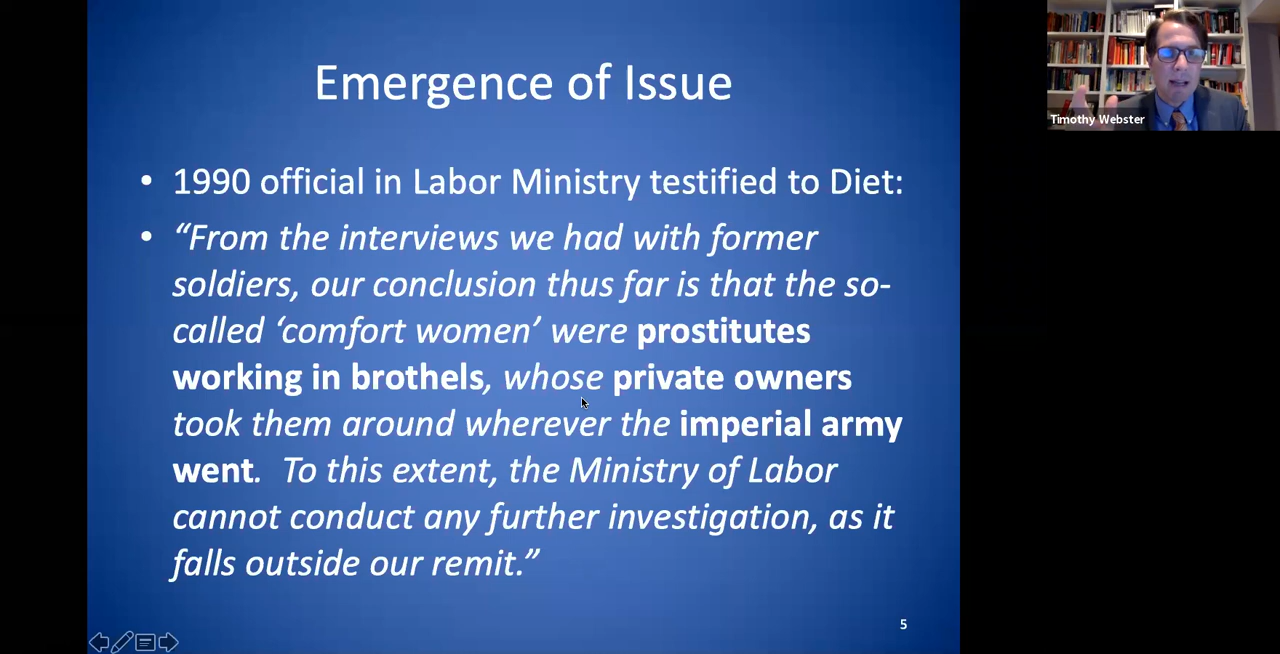 Emergence of Issue
• 1990 official in Labor Ministry testified to Diet:
• “From the interviews we had with former
soldiers, our conclusion thus far is that the so-
called ‘comfort women’ were prostitutes
working in brothels, whose private owners
took them around wherever the imperial army
went. To this extent, the Ministry of Labor
cannot conduct any further investigation, as it
falls outside our remit.”
5
Timothy Webster